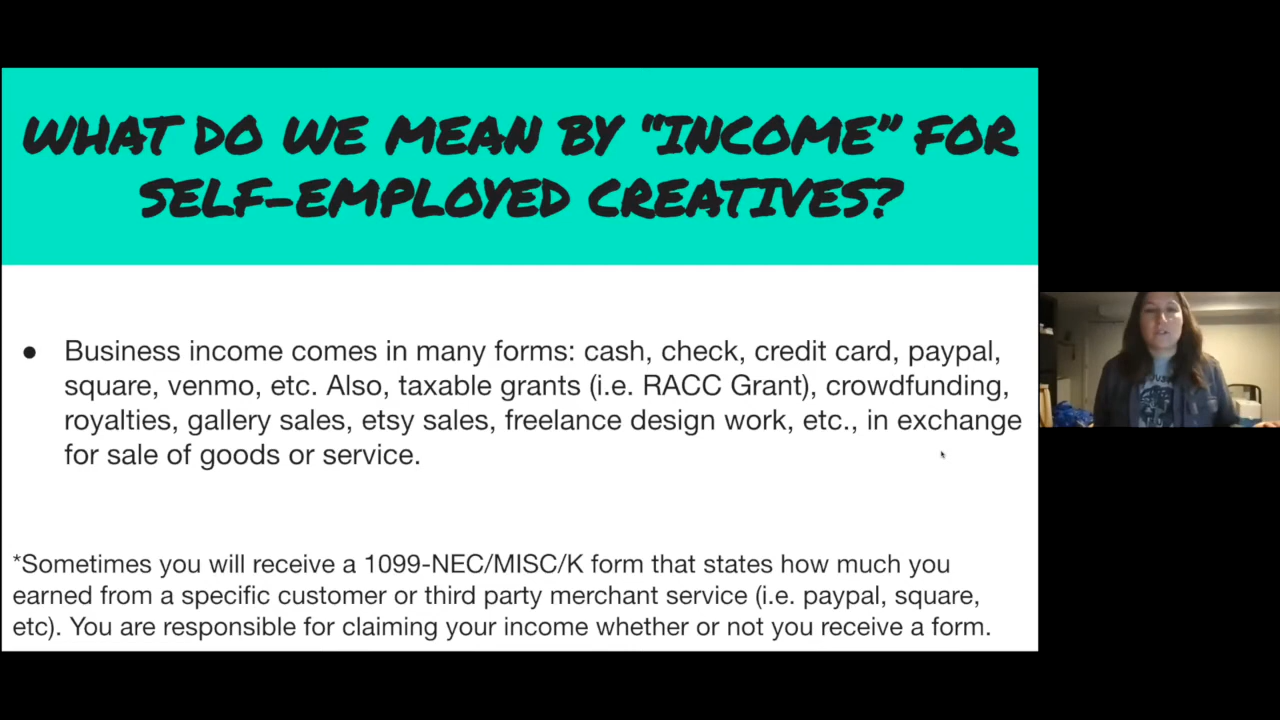 WHAT DO WE MEAN BY “INCOME” FOR
SELF-EMPLOYED CREATIVES?
● Business income comes in many forms: cash, check, credit card, paypal,
square, venmo, etc. Also, taxable grants (i.e. RACC Grant), crowdfunding,
royalties, gallery sales, etsy sales, freelance design work, etc., in exchange
for sale of goods or service.
*Sometimes you will receive a 1099-NEC/MISC/K form that states how much you
earned from a specific customer or third party merchant service (i.e. paypal, square,
etc). You are responsible for claiming your income whether or not you receive a form.